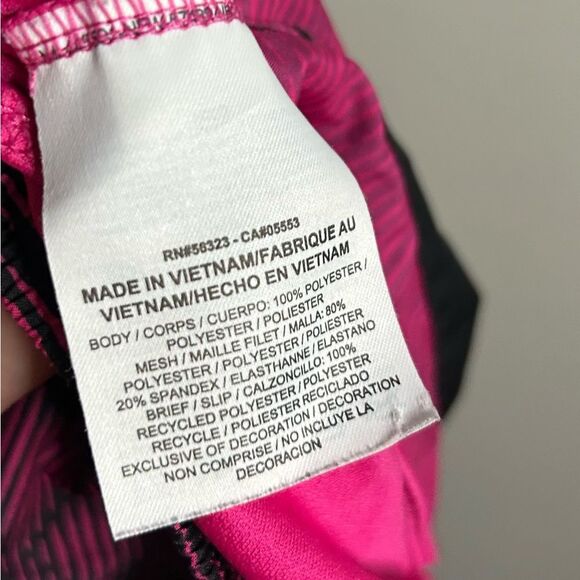 RN#56323 - CA#05553
MADE IN VIETNAM/FABRIQUE AU
VIETNAM/HECHO EN VIETNAM
BODY / CORPS / CUERPO: 100% POLYESTER /
POLYESTER / POLIESTER
MESH / MAILLE FILET / MALLA: 80%
POLYESTER / POLYESTER / POLIESTER
20% SPANDEX / ELASTHANNE / ELASTANO
BRIEF / SLIP / CALZONCILLO: 100%
RECYCLED POLYESTER / POLYESTER
RECYCLE / POLIESTER RECICLADO
EXCLUSIVE OF DECORATION / DECORATION
NON COMPRISE / NO INCLUYE LA
DECORACION